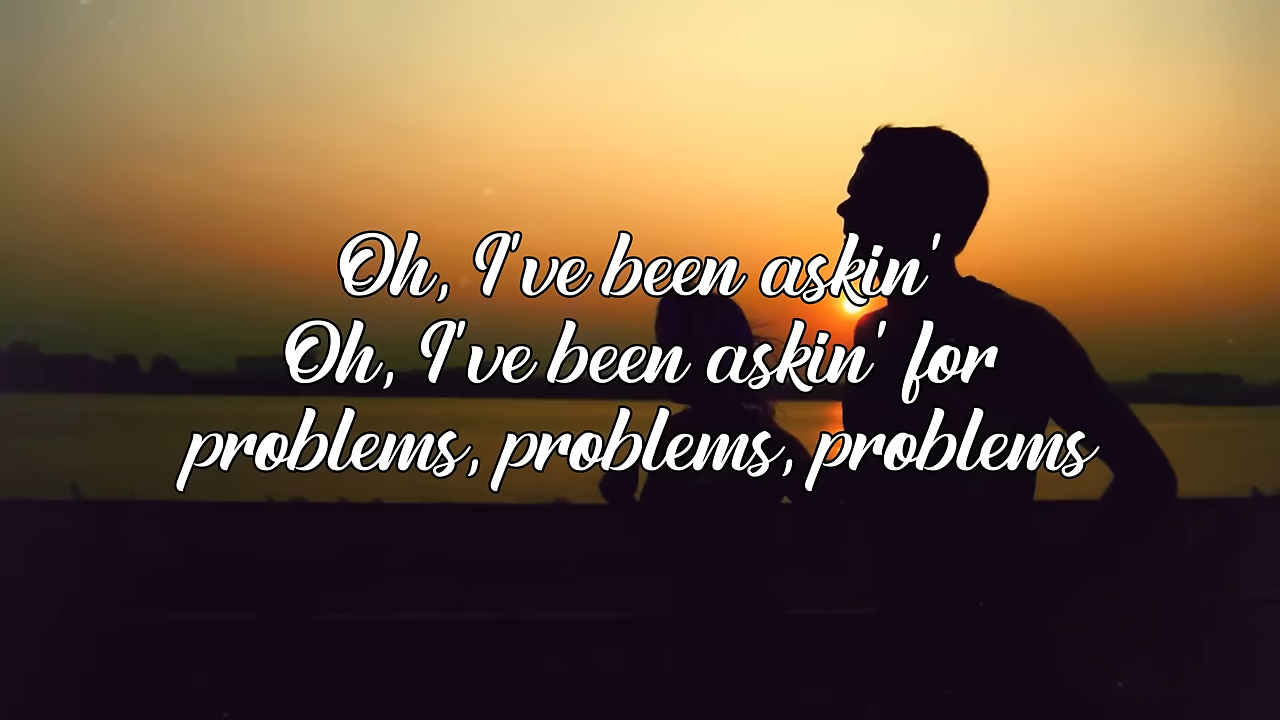 Oh, I've been askin'
Oh, I've been askin' for
problems, problems, problems